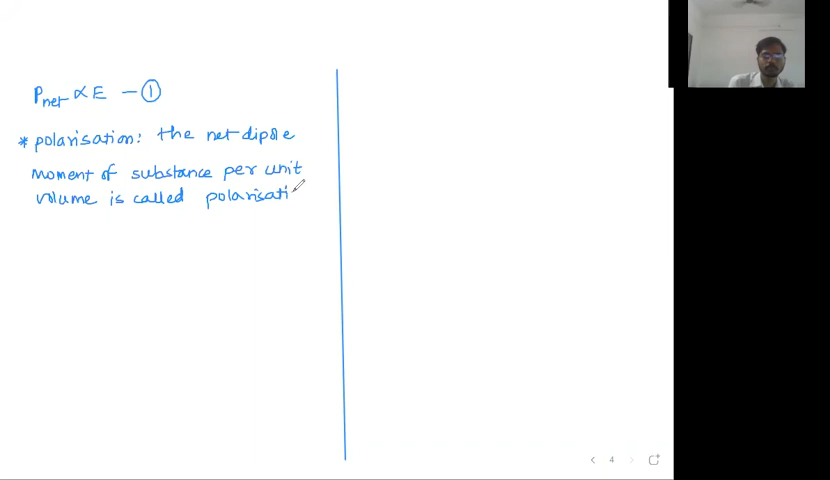 Pnet ∝ E — ①
* polarisation: the net dipole
moment of substance per unit
volume is called polarisati
4